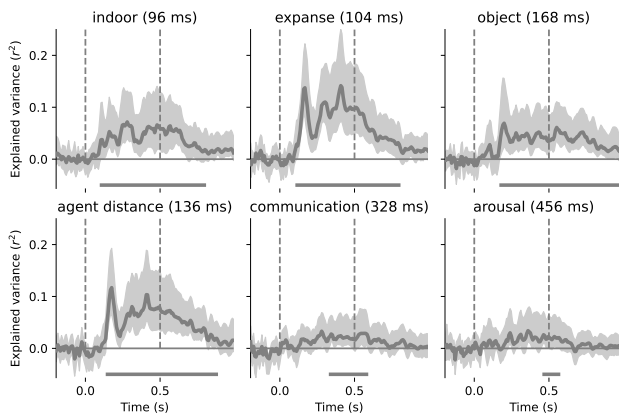 indoor (96 ms)
expanse (104 ms)
object (168 ms)
Explained variance (r²)
0.2
0.1
0.0
agent distance (136 ms)
communication (328 ms)
arousal (456 ms)
Explained variance (r²)
0.2
0.1
0.0
0.0 0.5
0.0 0.5
0.0 0.5
Time (s)
Time (s)
Time (s)